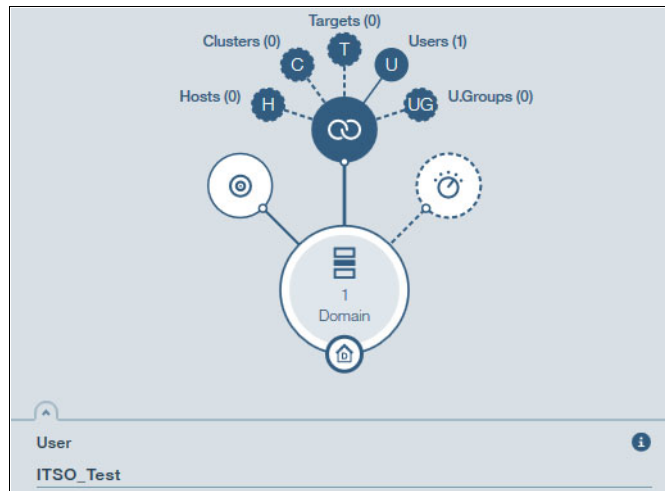 Targets (0)
Clusters (0)
Users (1)
T
C
U
Hosts (0)
U.Groups (0)
H
UG
1
Domain
D
User
i
ITSO_Test